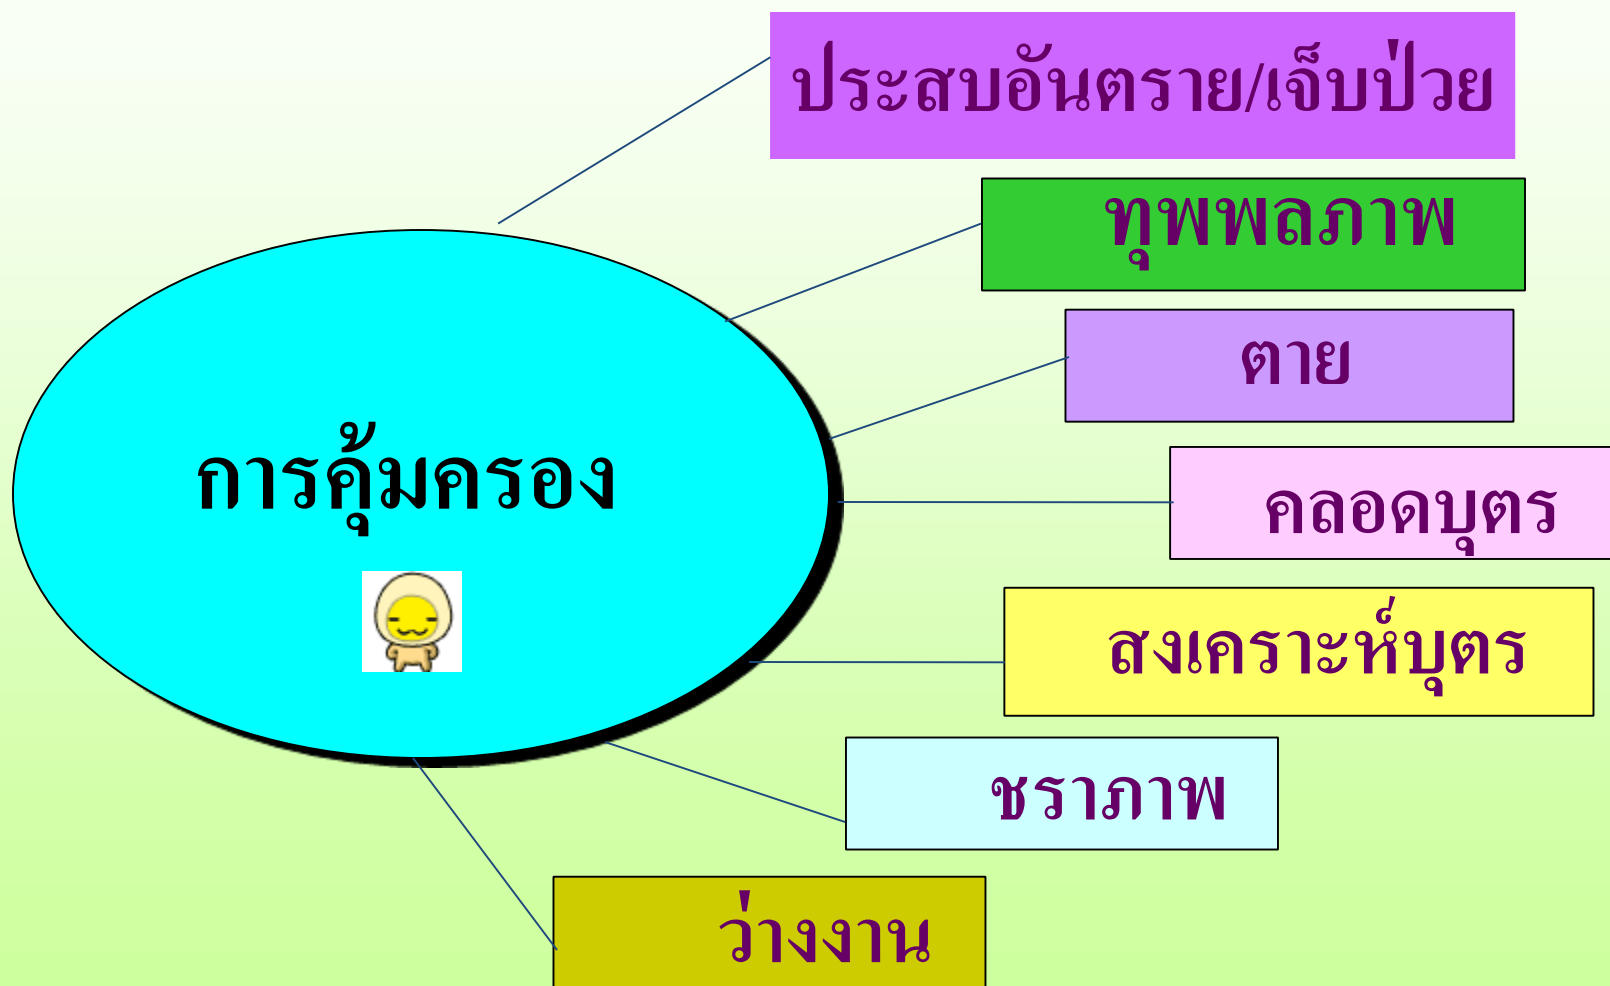 ประสบอันตราย/เจ็บป่วย
ทุพพลภาพ
ตาย
การคุ้มครอง
คลอดบุตร
สงเคราะห์บุตร
ชราภาพ
ว่างงาน